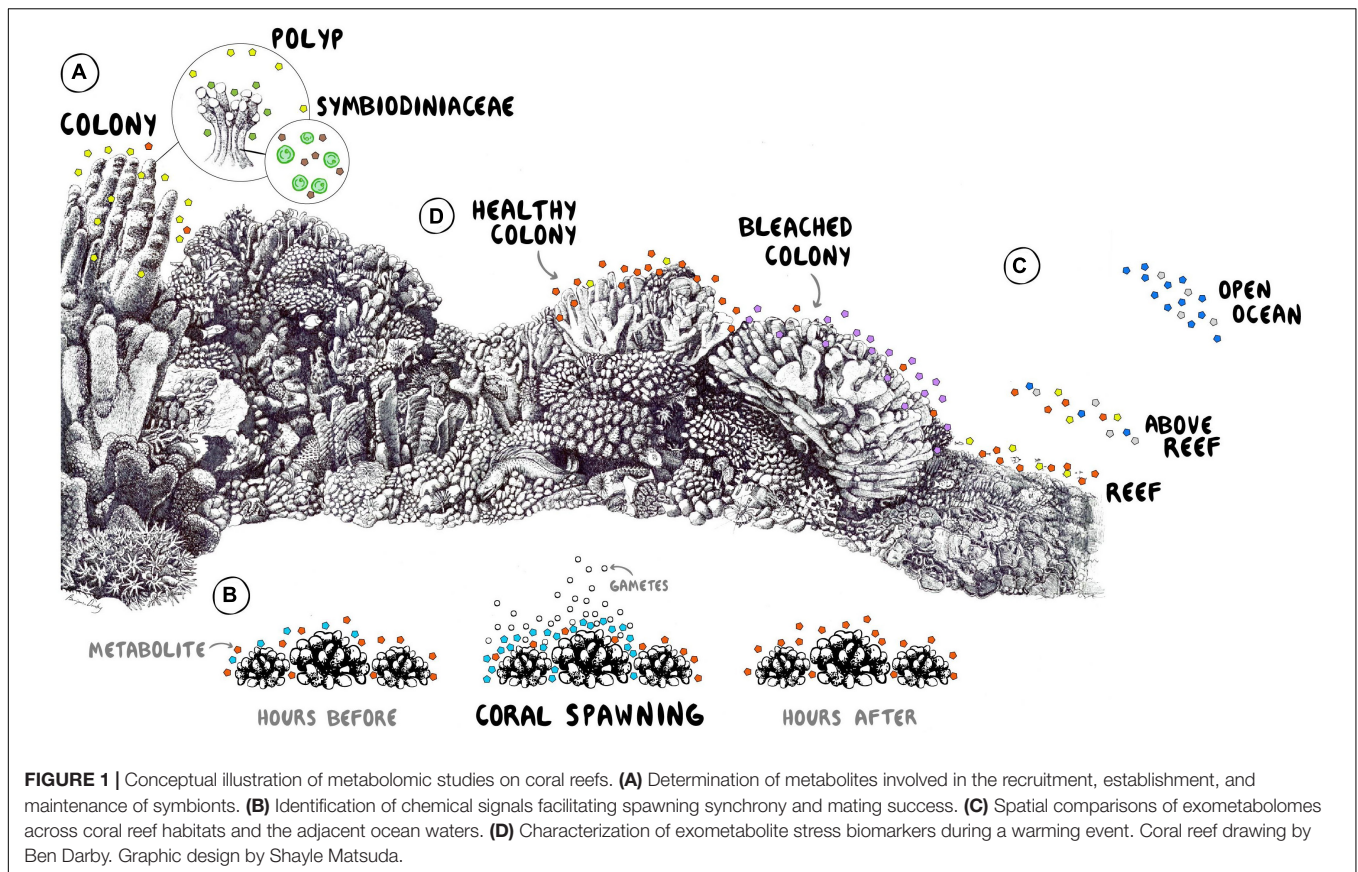 POLYP
A
SYMBIODINIACEAE
COLONY
D
HEALTHY
COLONY
BLEACHED
COLONY
C
OPEN
OCEAN
ABOVE
REEF
REEF
B
GAMETES
METABOLITE
HOURS BEFORE
CORAL SPAWNING
HOURS AFTER
FIGURE 1 | Conceptual illustration of metabolomic studies on coral reefs. (A) Determination of metabolites involved in the recruitment, establishment, and
maintenance of symbionts. (B) Identification of chemical signals facilitating spawning synchrony and mating success. (C) Spatial comparisons of exometabolomes
across coral reef habitats and the adjacent ocean waters. (D) Characterization of exometabolite stress biomarkers during a warming event. Coral reef drawing by
Ben Darby. Graphic design by Shayle Matsuda.